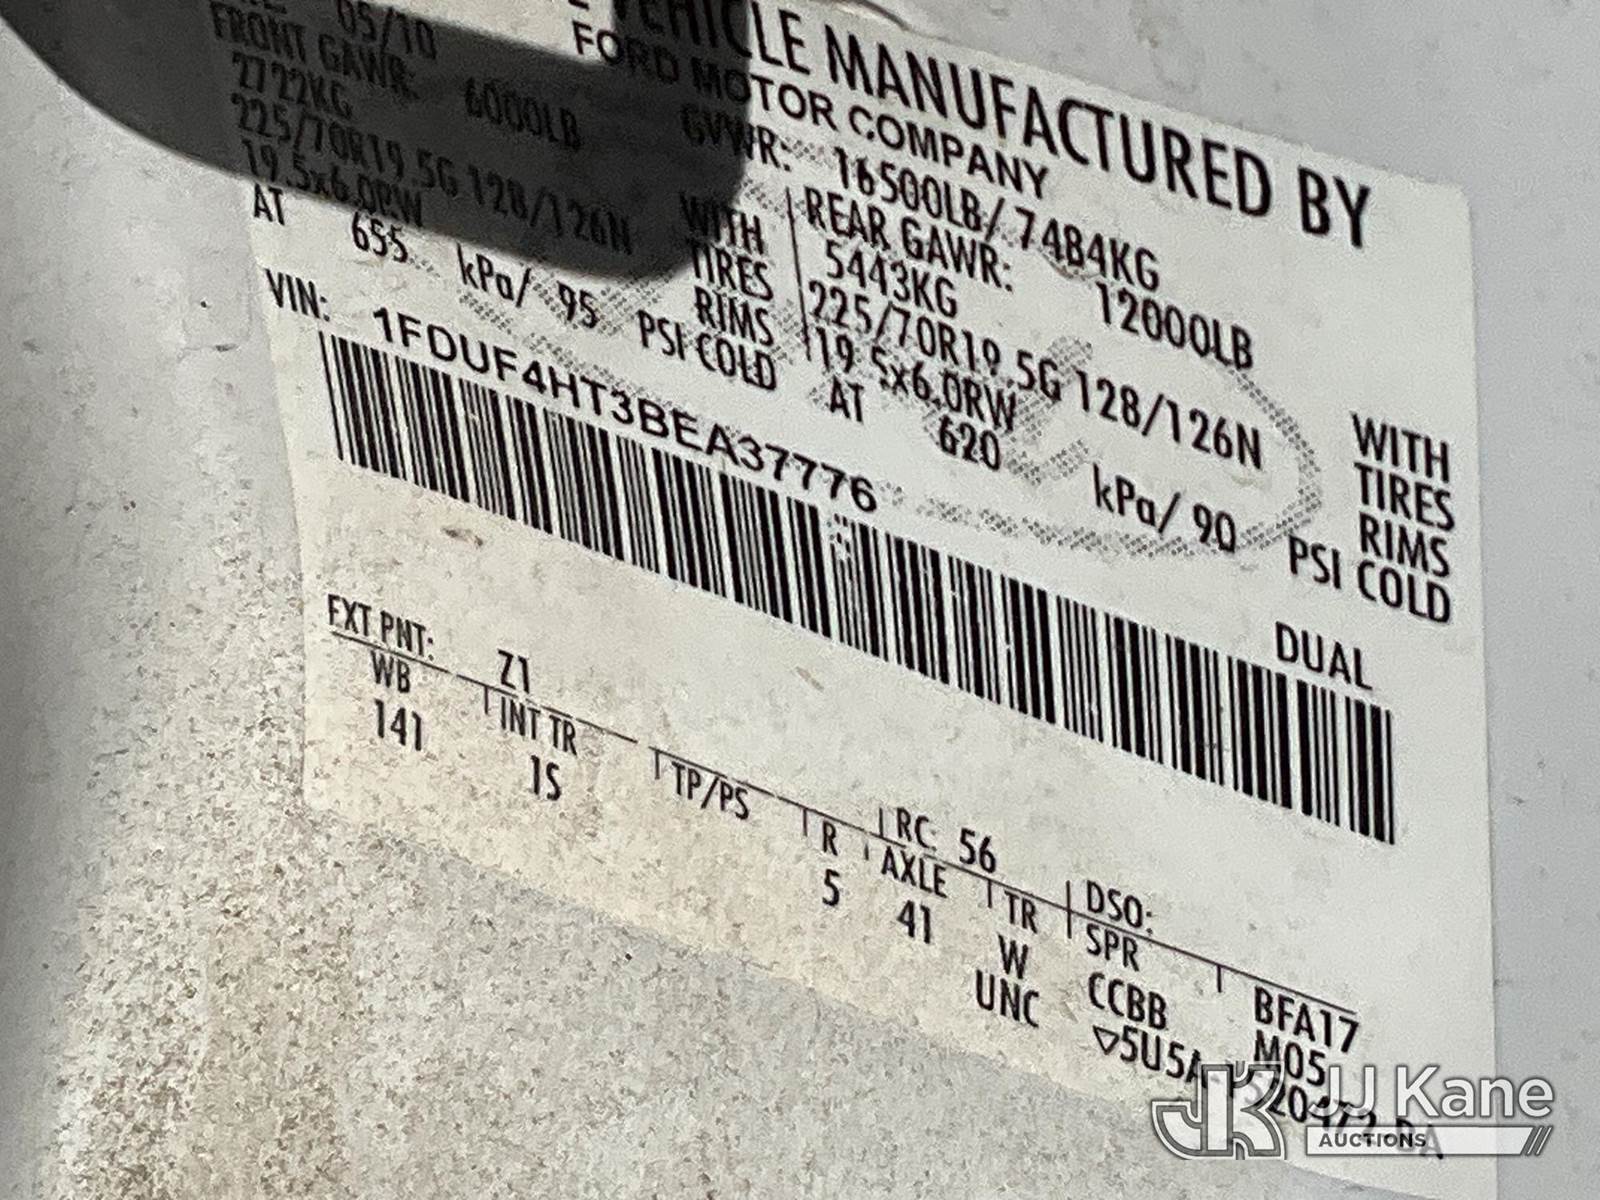 VEHICLE MANUFACTURED BY
FORD MOTOR COMPANY
05/10 GVWR: 16500LB/ 7484KG
FRONT GAWR: 6000LB REAR GAWR: 12000LB
2722KG WITH 5443KG WITH
225/70R19.5G 128/126N TIRES 225/70R19.5G 128/126N TIRES
19.5x6.0RW RIMS 19.5x6.0RW RIMS
AT 655 kPa/ 95 PSI COLD AT 620 kPa/ 90 PSI COLD
VIN: 1FDUF4HT3BEA37776
DUAL
EXT PNT: Z1 RC: 56 DSO:
WB INT TR TP/PS R AXLE TR SPR BFA17
141 1S 5 41 W CCBB M05
UNC ▽5U5A
JJ Kane
AUCTIONS